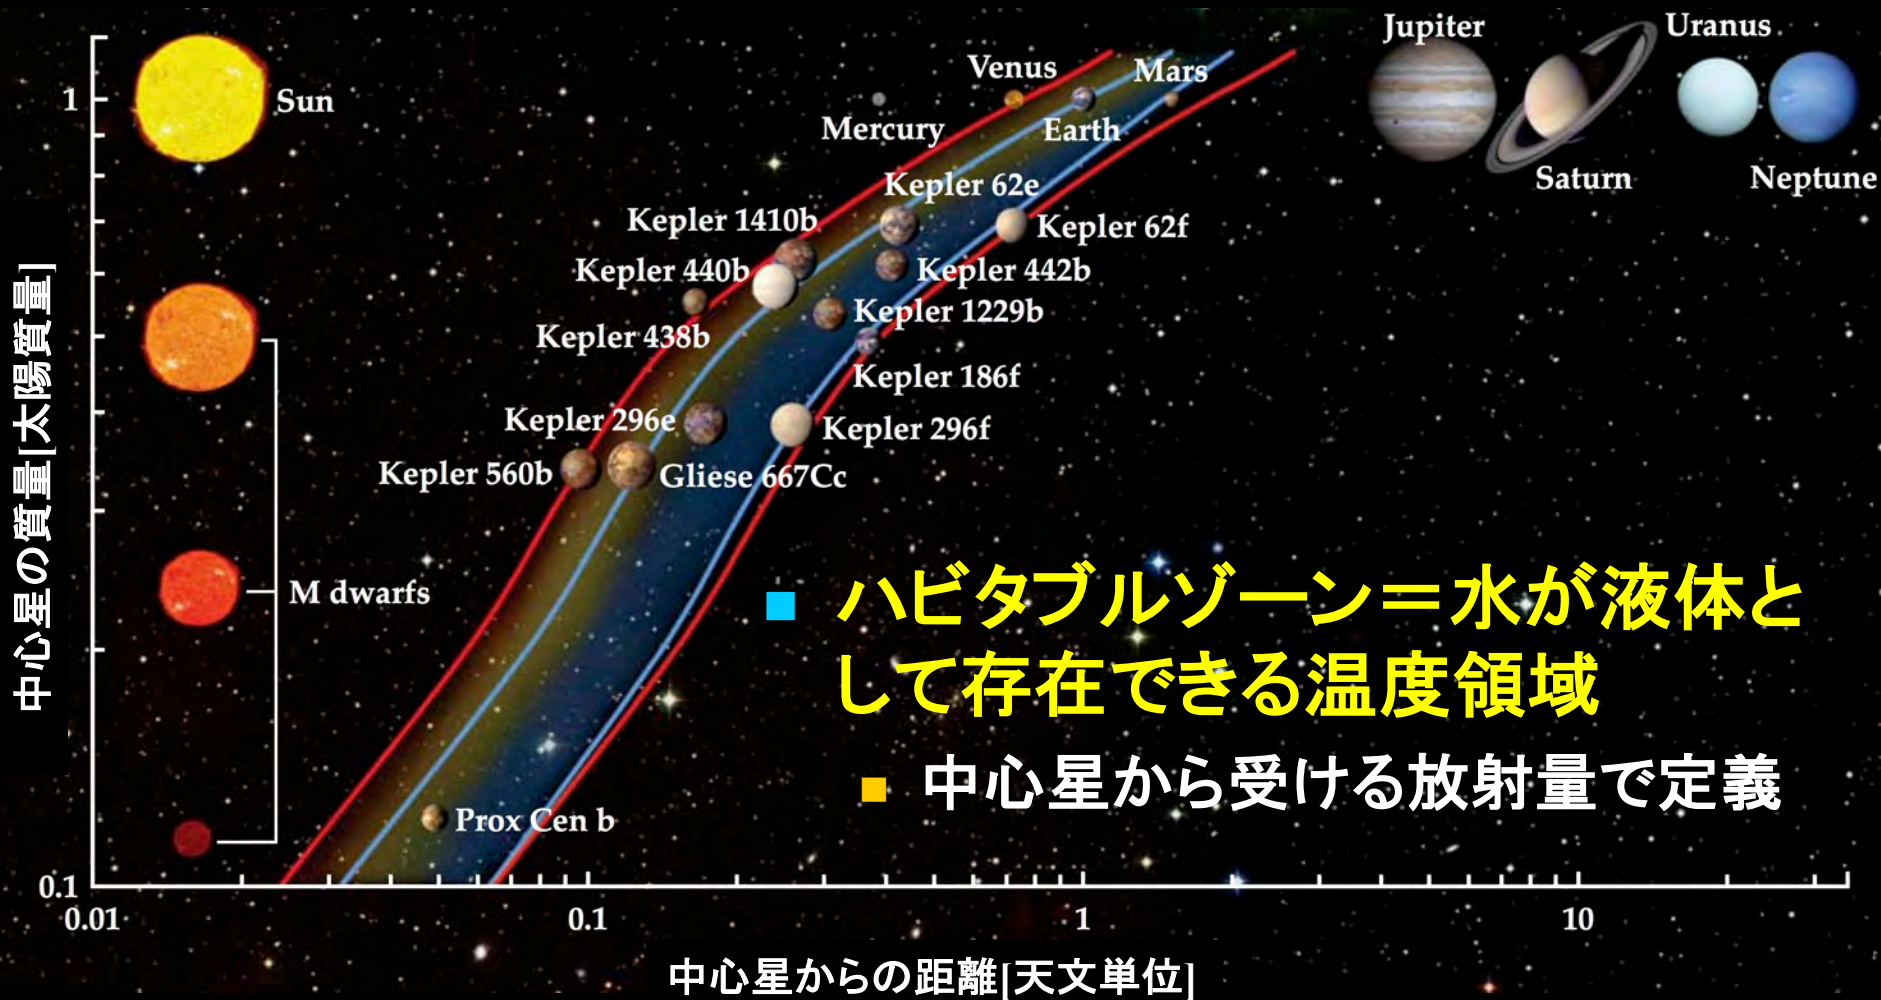 Jupiter
Uranus
Venus
Mars
1
Sun
Mercury
Earth
Saturn
Neptune
Kepler 62e
Kepler 1410b
Kepler 62f
Kepler 440b
Kepler 442b
Kepler 1229b
Kepler 438b
Kepler 186f
Kepler 296e
Kepler 296f
Kepler 560b
Gliese 667Cc
中心星の質量[太陽質量]
M dwarfs
ハビタブルゾーン＝水が液体と
して存在できる温度領域
中心星から受ける放射量で定義
Prox Cen b
0.1
0.01
0.1
1
10
中心星からの距離[天文単位]